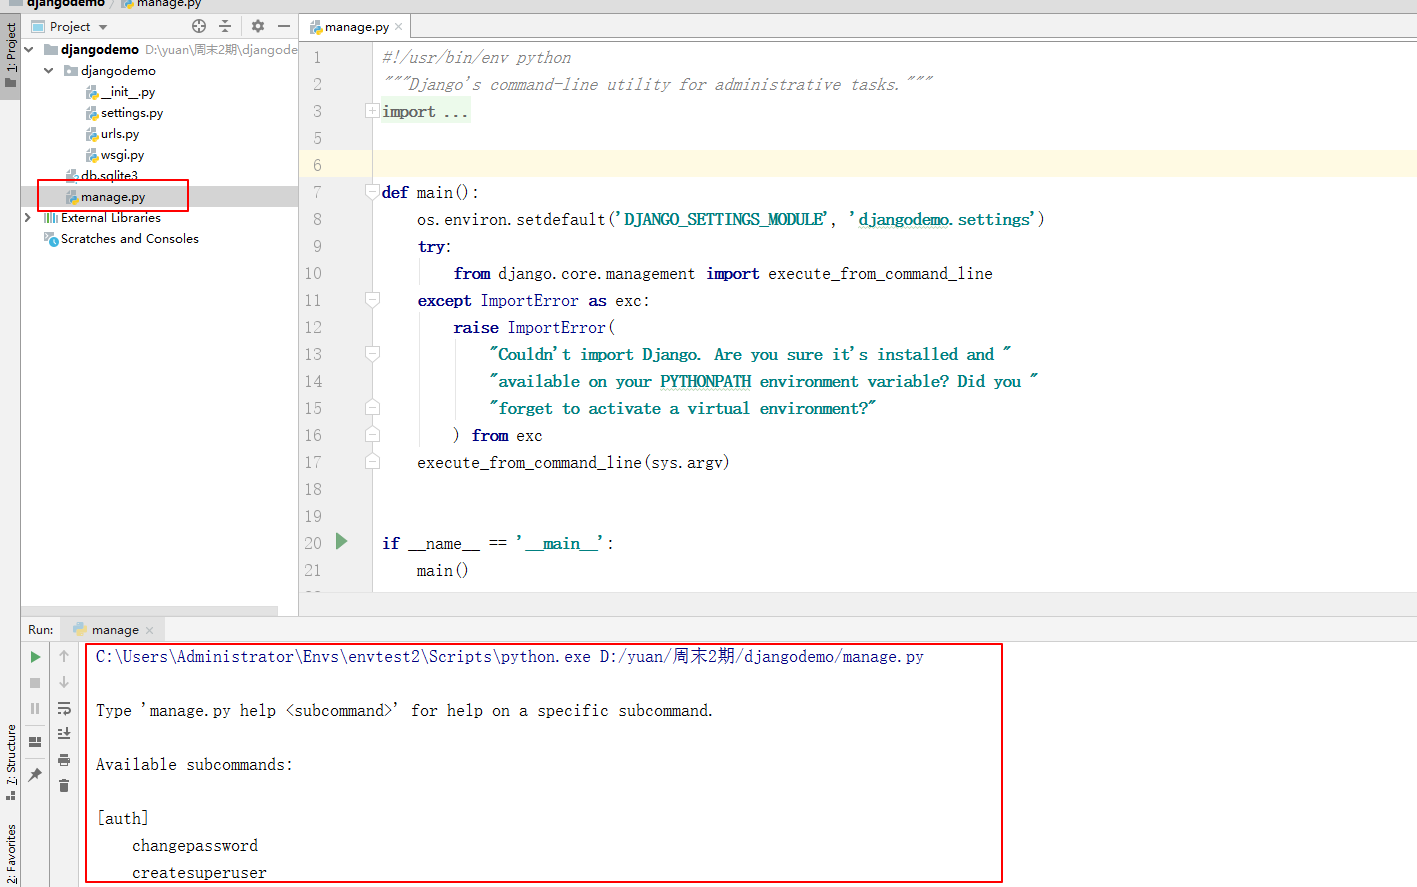 djangodemo manage.py
Project
manage.py
1: Project
djangodemo D:\yuan\周末2期\djangode
djangodemo
__init__.py
settings.py
urls.py
wsgi.py
db.sqlite3
manage.py
External Libraries
Scratches and Consoles
1 #!/usr/bin/env python
2 """Django's command-line utility for administrative tasks."""
3 import ...
5
6
7 def main():
8 os.environ.setdefault('DJANGO_SETTINGS_MODULE', 'djangodemo.settings')
9 try:
10 from django.core.management import execute_from_command_line
11 except ImportError as exc:
12 raise ImportError(
13 "Couldn't import Django. Are you sure it's installed and "
14 "available on your PYTHONPATH environment variable? Did you "
15 "forget to activate a virtual environment?"
16 ) from exc
17 execute_from_command_line(sys.argv)
18
19
20 if __name__ == '__main__':
21 main()
Run: manage
C:\Users\Administrator\Envs\envtest2\Scripts\python.exe D:/yuan/周末2期/djangodemo/manage.py
Type 'manage.py help <subcommand>' for help on a specific subcommand.
Available subcommands:
[auth]
changepassword
createsuperuser
7: Structure
2: Favorites